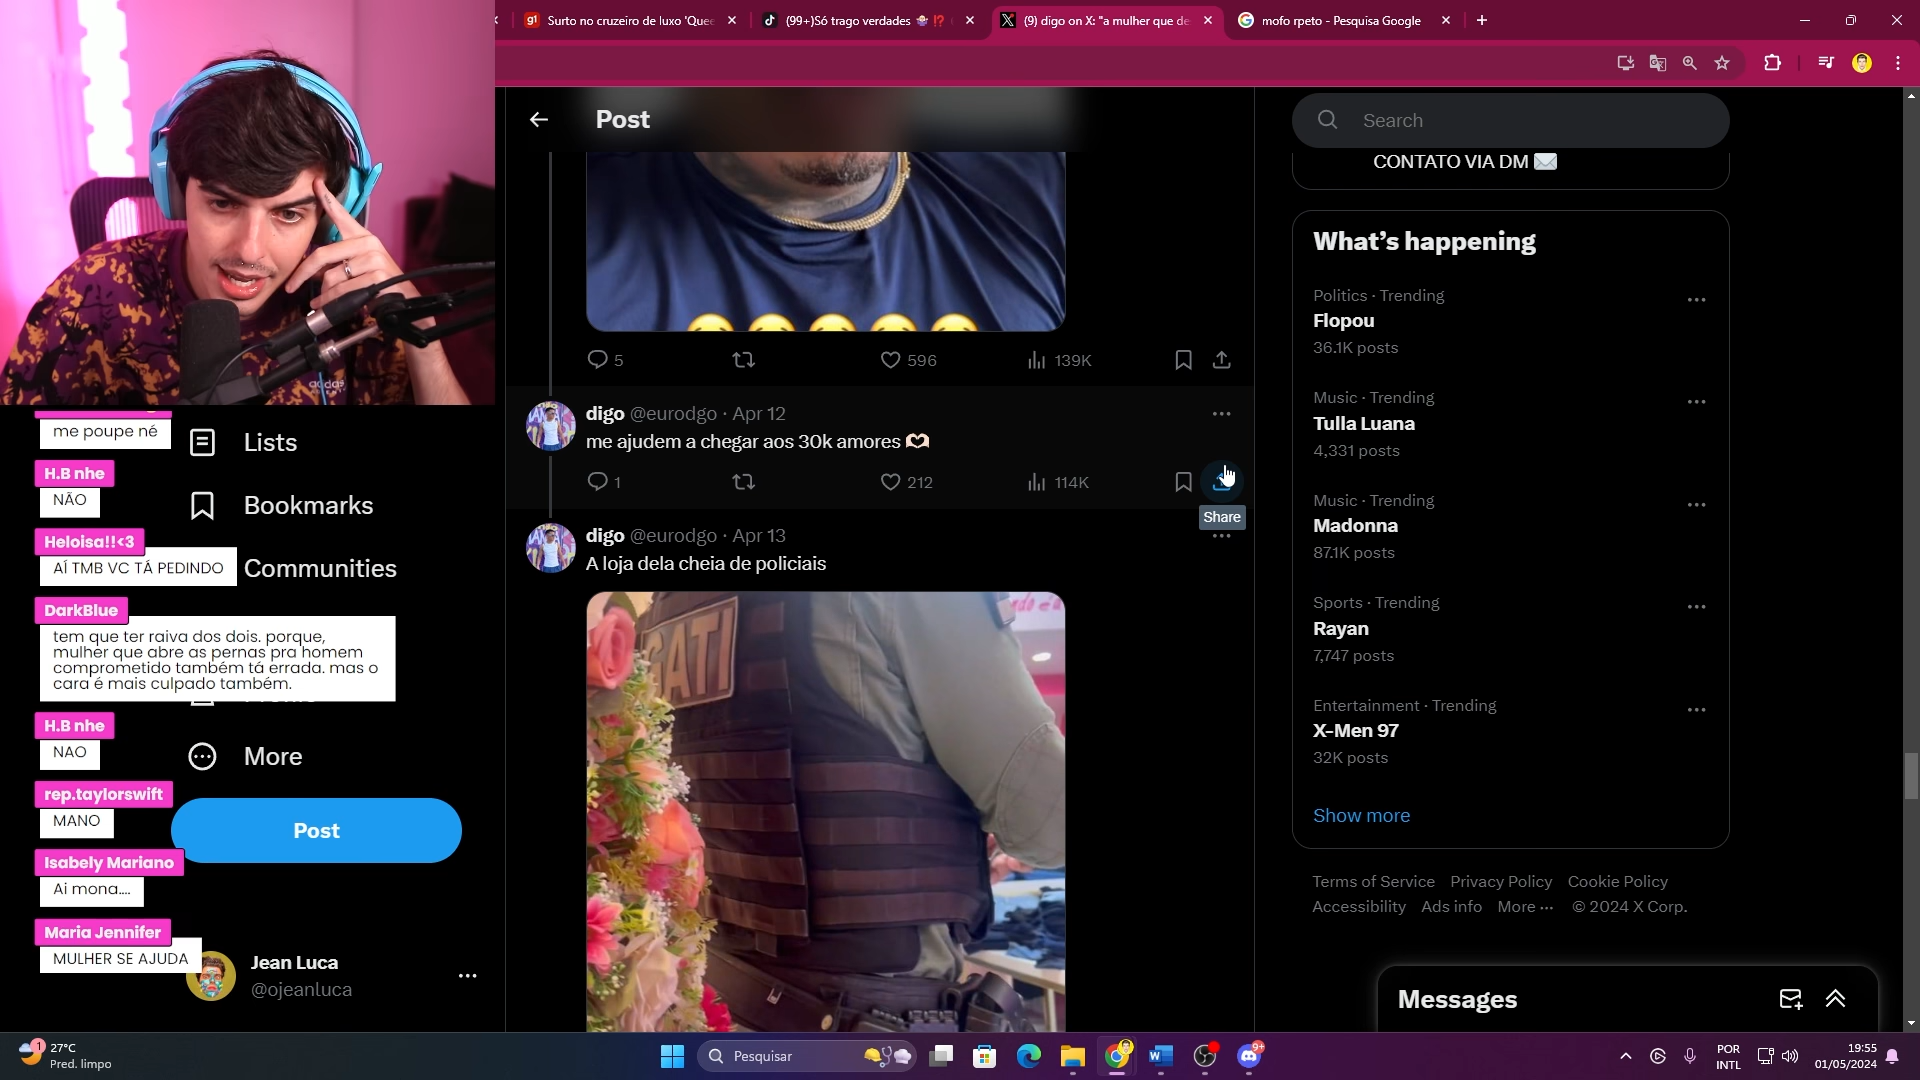 Surto no cruzeiro de luxo 'Quee
(99+)Só trago verdades
(9) digo on X: "a mulher que de
mofo rpeto - Pesquisa Google
Post
Search
CONTATO VIA DM
What's happening
Politics · Trending
Flopou
36.1K posts
Music · Trending
Tulla Luana
4,331 posts
Music · Trending
Madonna
87.1K posts
Sports · Trending
Rayan
7,747 posts
Entertainment · Trending
X-Men 97
32K posts
Show more
Terms of Service Privacy Policy Cookie Policy
Accessibility Ads info More ··· © 2024 X Corp.
Messages
5 596 139K
digo @eurodgo · Apr 12
me ajudem a chegar aos 30k amores
1 212 114K
Share
digo @eurodgo · Apr 13
A loja dela cheia de policiais
GATI
adidas
me poupe né
H.B nhe
NÃO
Heloisa!!<3
AÍ TMB VC TÁ PEDINDO
DarkBlue
tem que ter raiva dos dois. porque,
mulher que abre as pernas pra homem
comprometido também tá errada. mas o
cara é mais culpado também.
H.B nhe
NAO
rep.taylorswift
MANO
Isabely Mariano
Ai mona....
Maria Jennifer
MULHER SE AJUDA
Lists
Bookmarks
Communities
More
Post
Jean Luca
@ojeanluca
1
27°C
Pred. limpo
Pesquisar
9+
POR
INTL
19:55
01/05/2024